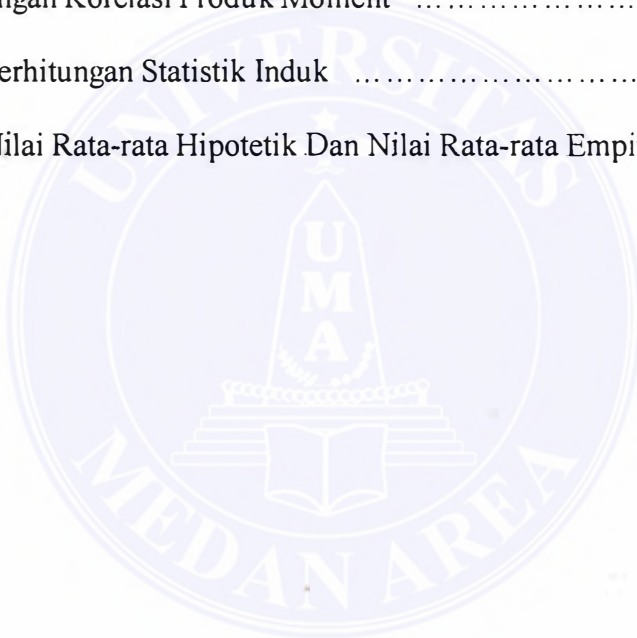 ngan Korelasi Produk Moment ………………
erhitungan Statistik Induk ……………………
Nilai Rata-rata Hipotetik Dan Nilai Rata-rata Empi
UNIVERSITAS
UMA
MEDAN AREA